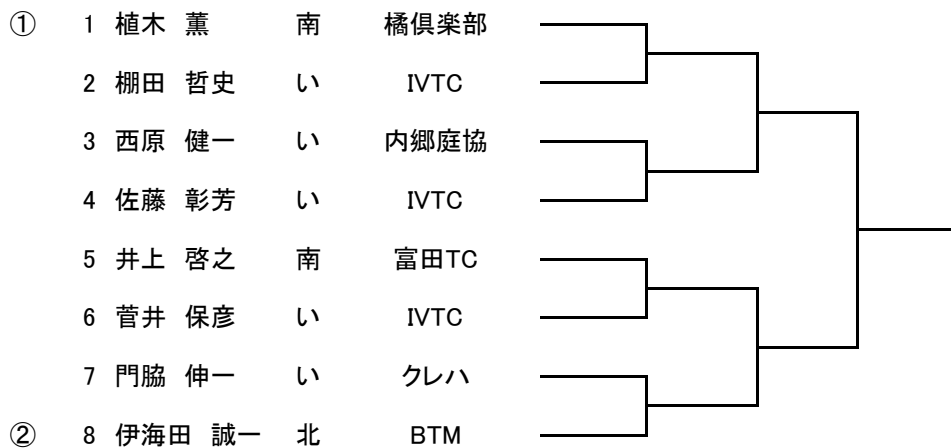 ① 1 植木 薫 南 橘倶楽部
2 棚田 哲史 い IVTC
3 西原 健一 い 内郷庭協
4 佐藤 彰芳 い IVTC
5 井上 啓之 南 富田TC
6 菅井 保彦 い IVTC
7 門脇 伸一 い クレハ
② 8 伊海田 誠一 北 BTM